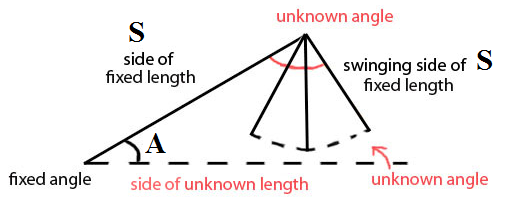 unknown angle
S
side of
fixed length
swinging side of
fixed length
S
A
fixed angle
side of unknown length
unknown angle